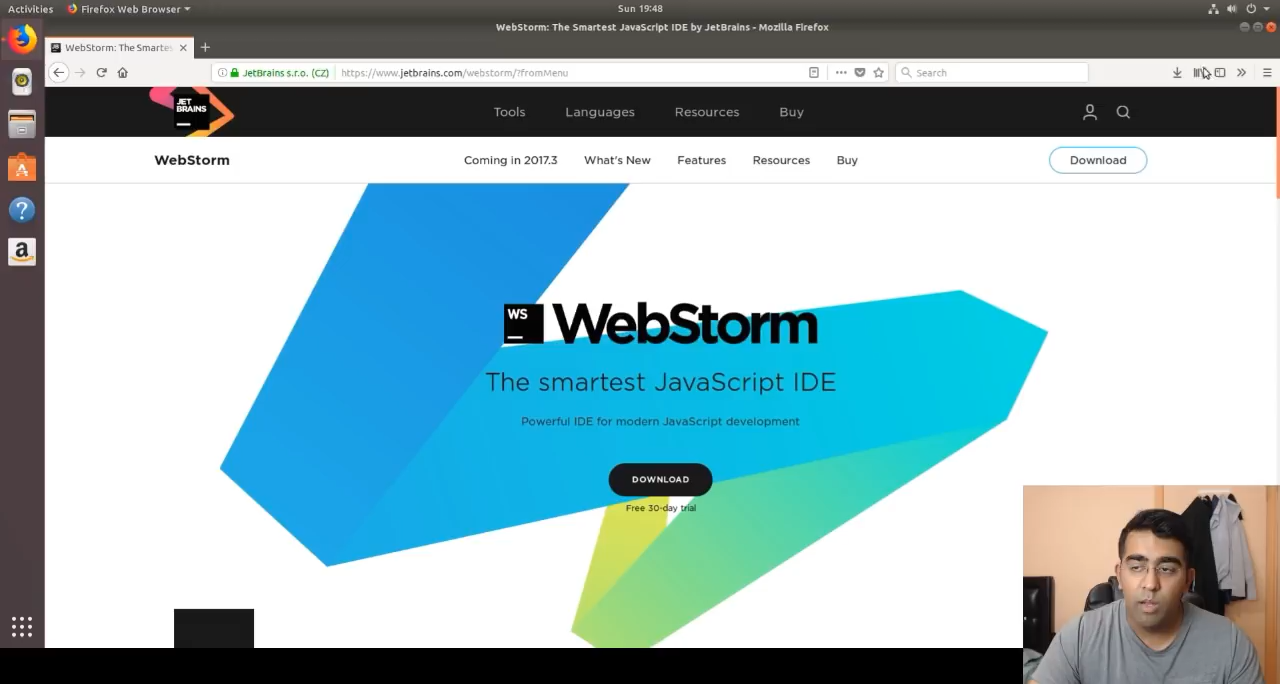 Activities
Firefox Web Browser
Sun 19:48
WebStorm: The Smartest JavaScript IDE by JetBrains - Mozilla Firefox
WebStorm: The Smartes
JetBrains s.r.o. (CZ)
https://www.jetbrains.com/webstorm/?fromMenu
Search
JET
BRAINS
Tools
Languages
Resources
Buy
WebStorm
Coming in 2017.3
What's New
Features
Resources
Buy
Download
WS
WebStorm
The smartest JavaScript IDE
Powerful IDE for modern JavaScript development
DOWNLOAD
Free 30-day trial